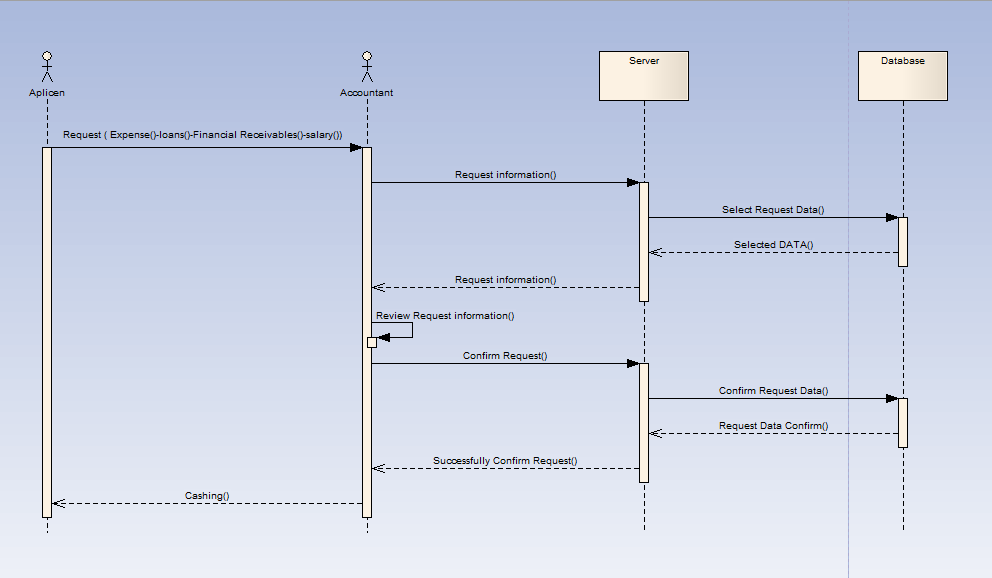 Server
Database
Aplicen
Accountant
Request ( Expense()-loans()-Financial Receivables()-salary())
Request information()
Select Request Data()
Selected DATA()
Request information()
Review Request information()
Confirm Request()
Confirm Request Data()
Request Data Confirm()
Successfully Confirm Request()
Cashing()